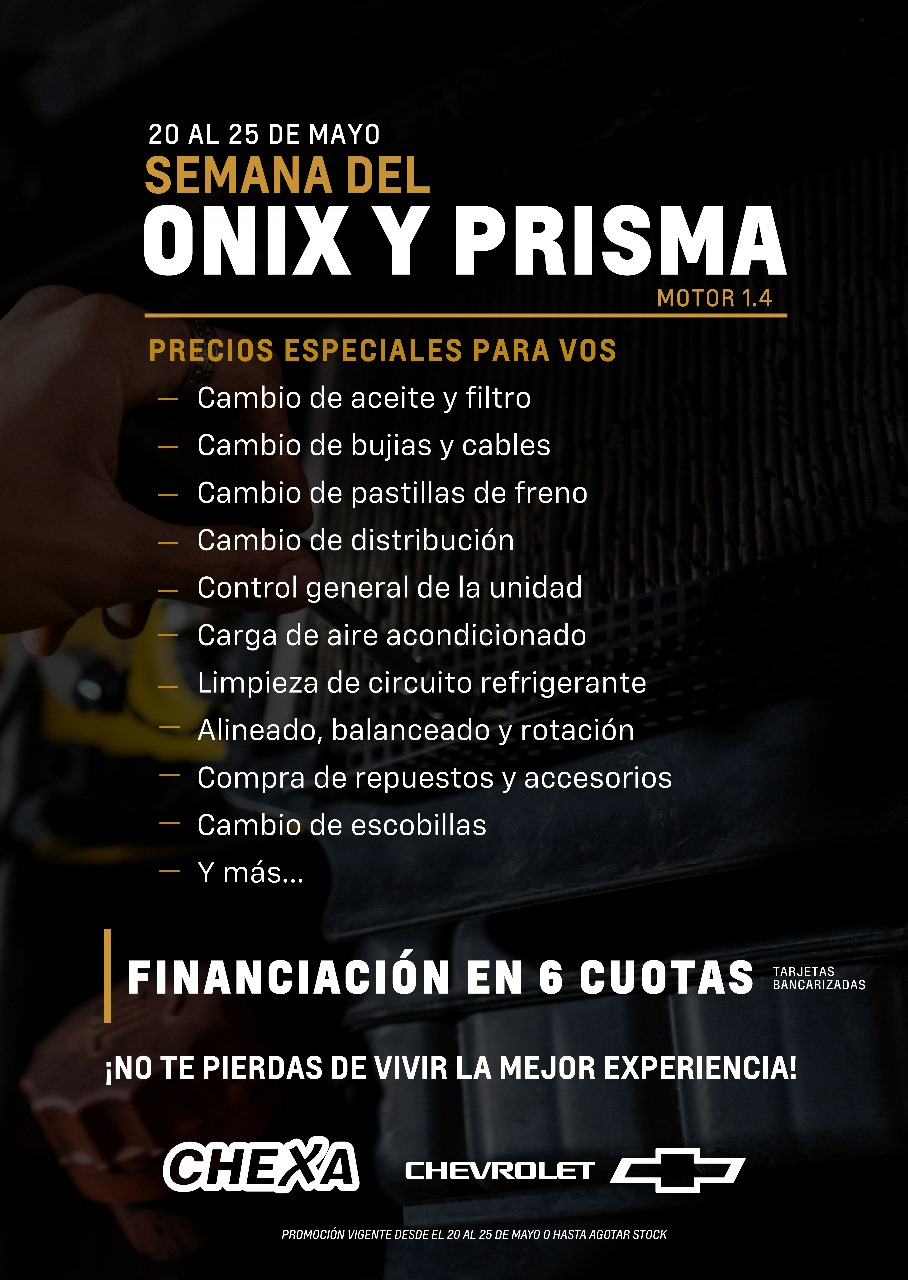 20 AL 25 DE MAYO
SEMANA DEL
ONIX Y PRISMA
MOTOR 1.4
PRECIOS ESPECIALES PARA VOS
— Cambio de aceite y filtro
— Cambio de bujias y cables
— Cambio de pastillas de freno
— Cambio de distribución
— Control general de la unidad
— Carga de aire acondicionado
— Limpieza de circuito refrigerante
— Alineado, balanceado y rotación
— Compra de repuestos y accesorios
— Cambio de escobillas
— Y más...
FINANCIACIÓN EN 6 CUOTAS
TARJETAS
BANCARIZADAS
¡NO TE PIERDAS DE VIVIR LA MEJOR EXPERIENCIA!
CHEXA
CHEVROLET
PROMOCIÓN VIGENTE DESDE EL 20 AL 25 DE MAYO O HASTA AGOTAR STOCK